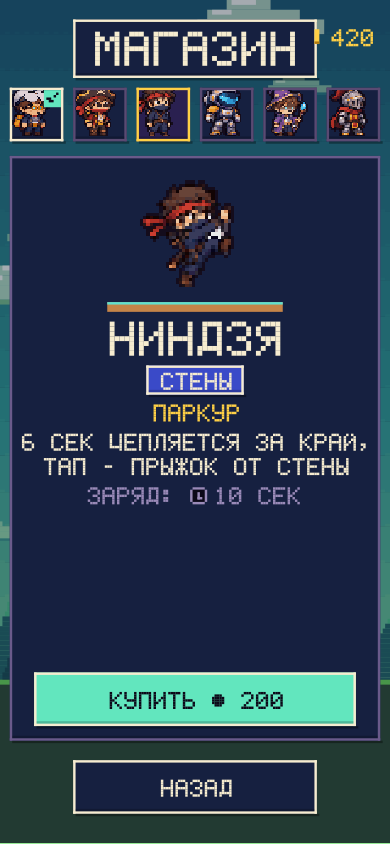 МАГАЗИН
420
НИНДЗЯ
СТЕНЫ
ПАРКУР
6 СЕК ЦЕПЛЯЕТСЯ ЗА КРАЙ,
ТАП - ПРЫЖОК ОТ СТЕНЫ
ЗАРЯД: 10 СЕК
КУПИТЬ 200
НАЗАД